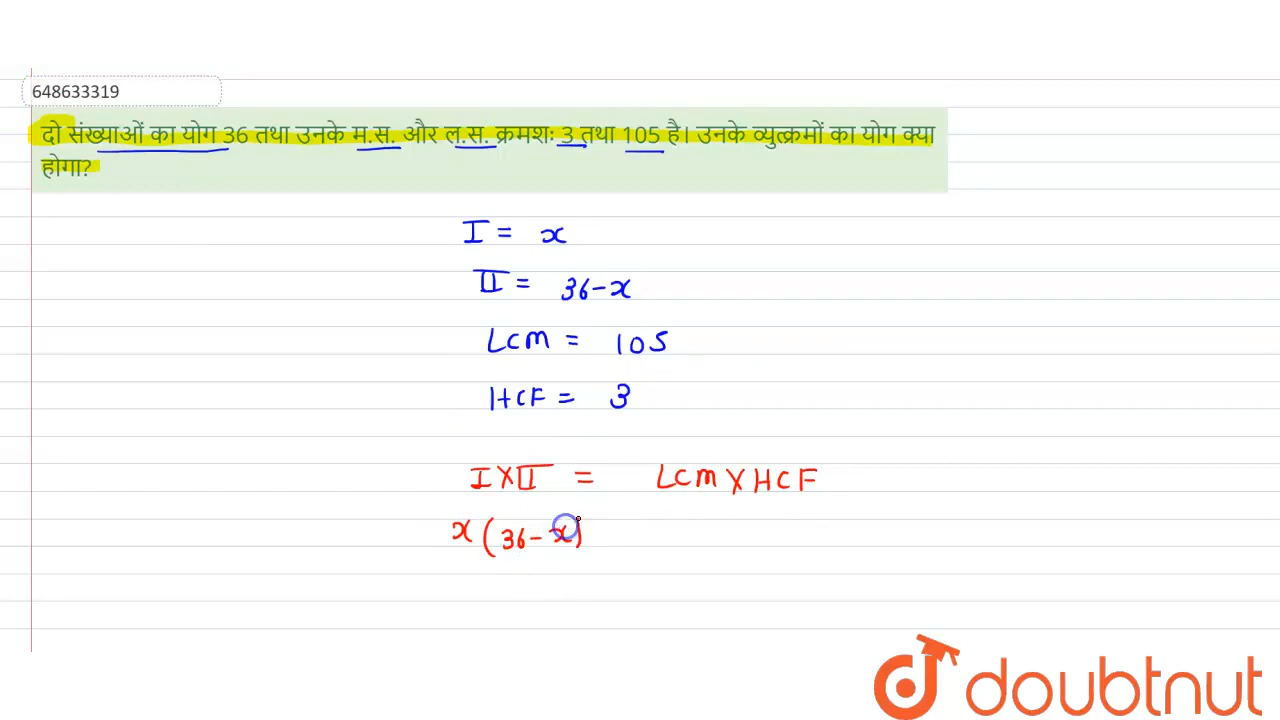 648633319
दो संख्याओं का योग 36 तथा उनके म.स. और ल.स. क्रमशः 3 तथा 105 है। उनके व्युत्क्रमों का योग क्या
होगा?
I = x
II = 36-x
LCM = 105
HCF = 3
I X II = LCM X HCF
x (36-x)
doubtnut